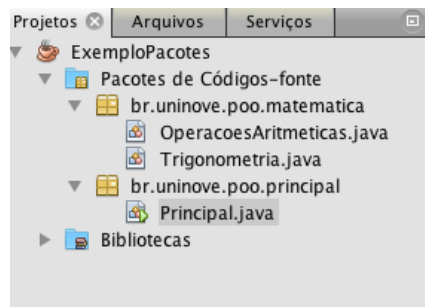 Projetos Arquivos Serviços
ExemploPacotes
Pacotes de Códigos-fonte
br.uninove.poo.matematica
OperacoesAritmeticas.java
Trigonometria.java
br.uninove.poo.principal
Principal.java
Bibliotecas